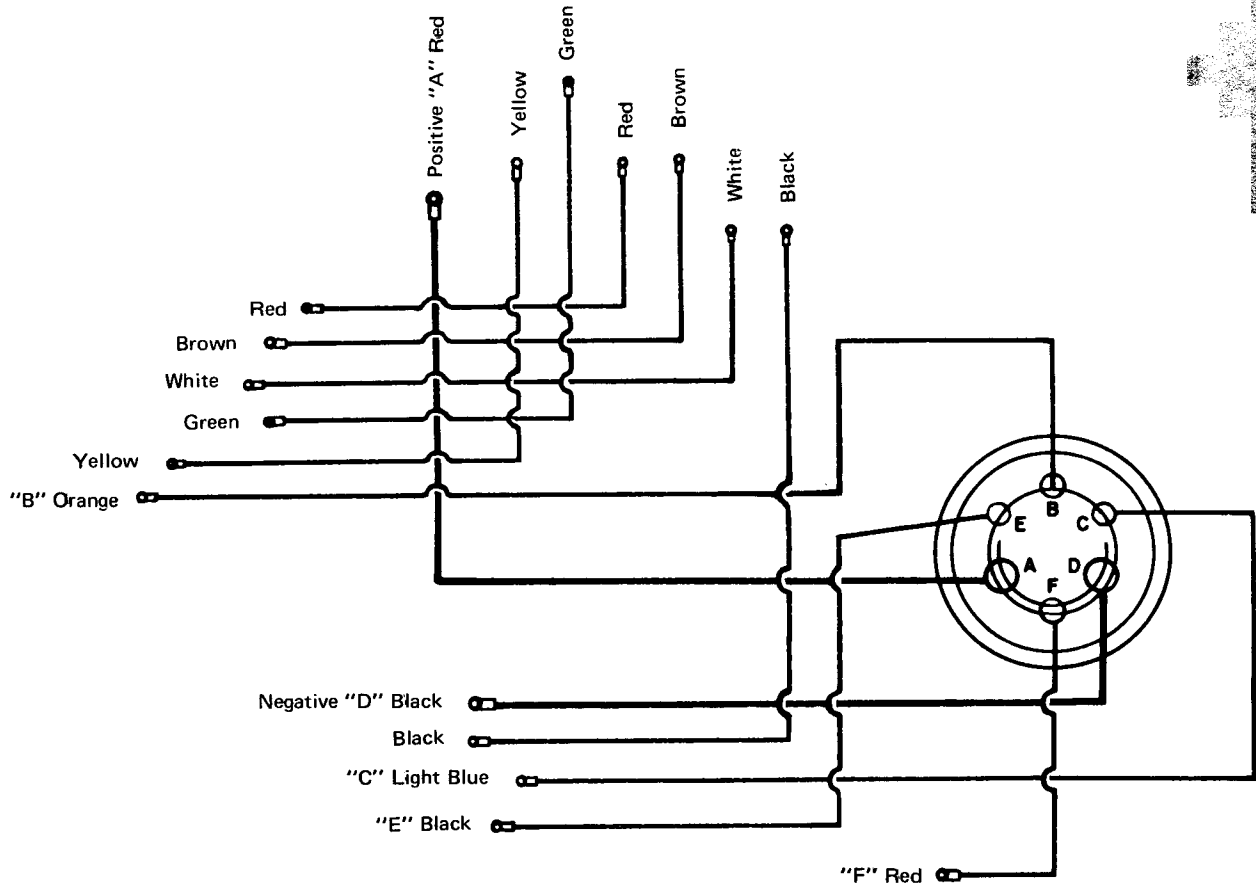 Positive "A" Red
Yellow
Green
Red
Brown
White
Black
Red
Brown
White
Green
Yellow
"B" Orange
B
E
C
A
D
F
Negative "D" Black
Black
"C" Light Blue
"E" Black
"F" Red